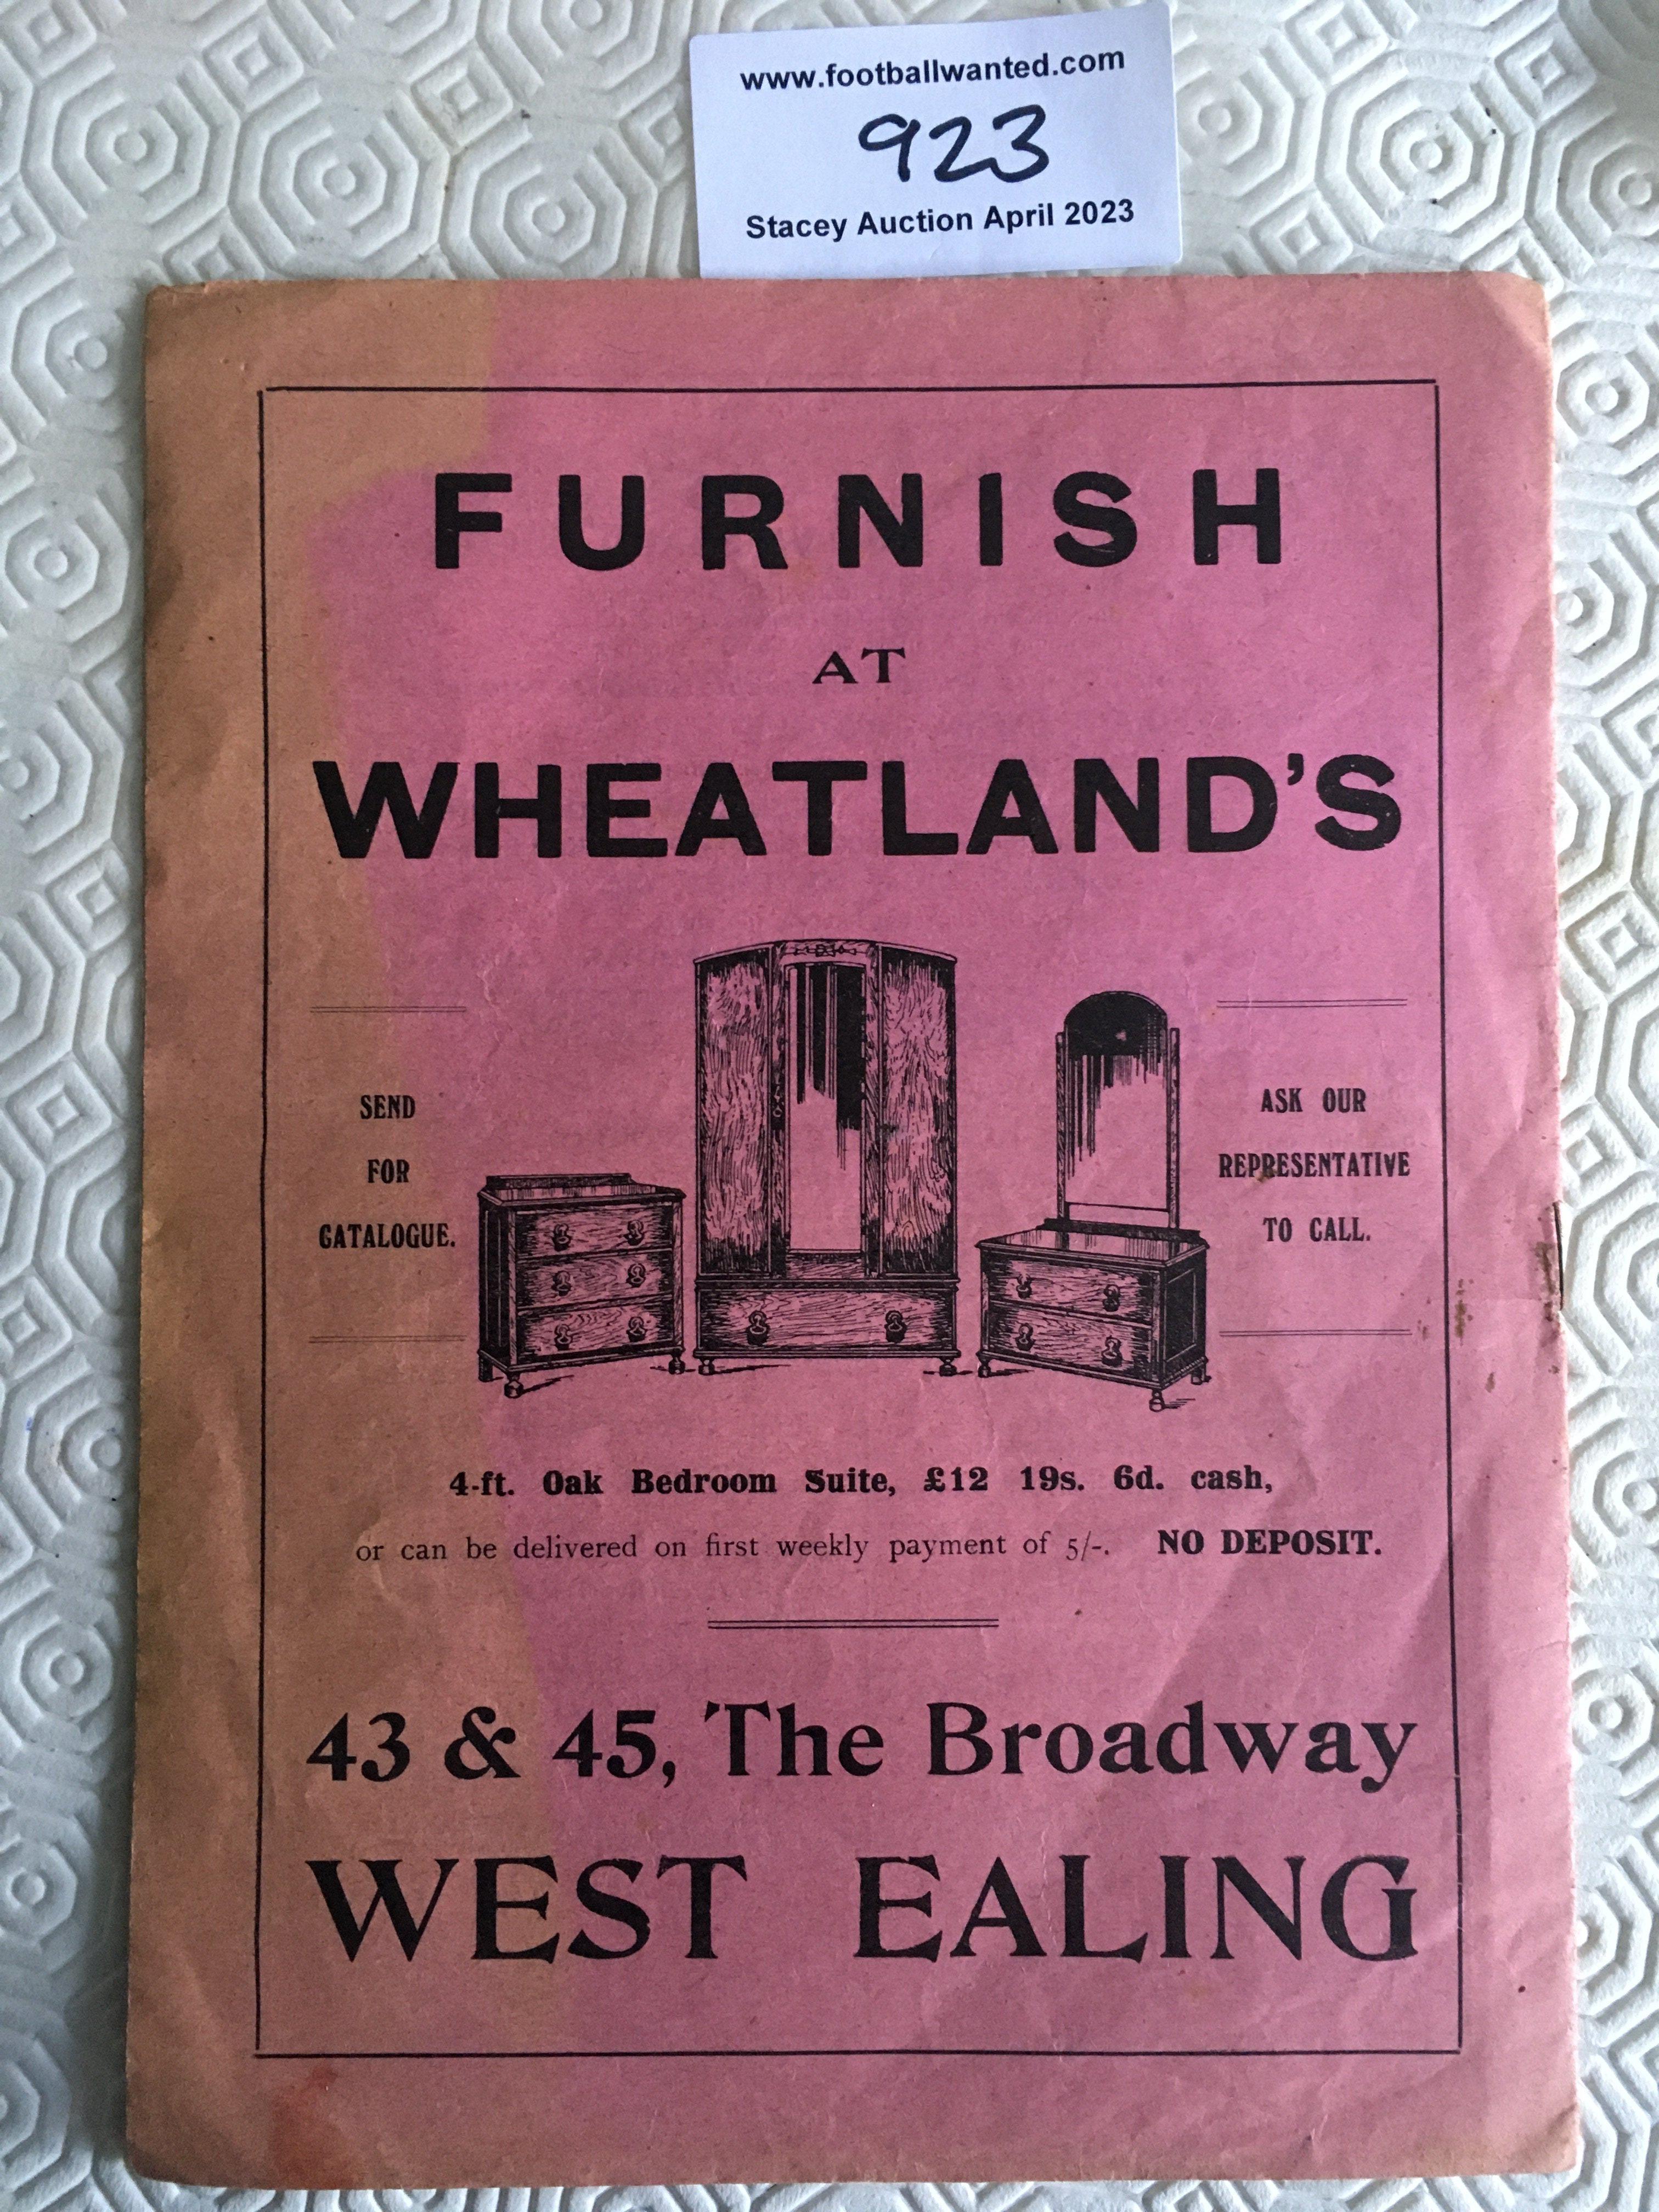 www.footballwanted.com
923
Stacey Auction April 2023
FURNISH
AT
WHEATLAND'S
SEND
FOR
CATALOGUE.
ASK OUR
REPRESENTATIVE
TO CALL.
4-ft. Oak Bedroom Suite, £12 19s. 6d. cash,
or can be delivered on first weekly payment of 5/-. NO DEPOSIT.
43 & 45, The Broadway
WEST EALING